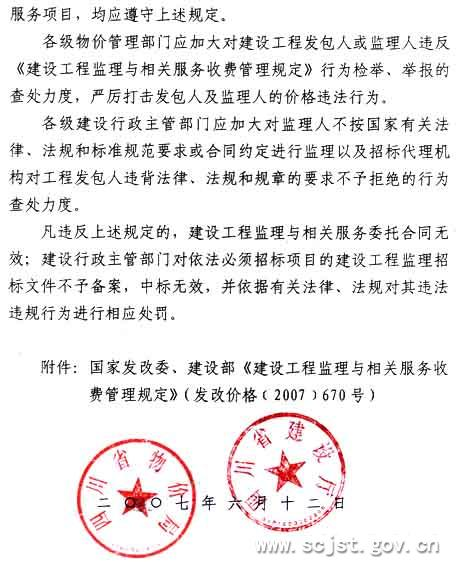 服务项目，均应遵守上述规定。
各级物价管理部门应加大对建设工程发包人或监理人违反
《建设工程监理与相关服务收费管理规定》行为检举、举报的
查处力度，严厉打击发包人及监理人的价格违法行为。
各级建设行政主管部门应加大对监理人不按国家有关法
律、法规和标准规范要求或合同约定进行监理以及招标代理机
构对工程发包人违背法律、法规和规章的要求不予拒绝的行为
查处力度。
凡违反上述规定的，建设工程监理与相关服务委托合同无
效；建设行政主管部门对依法必须招标项目的建设工程监理招
标文件不予备案，中标无效，并依据有关法律、法规对其违法
违规行为进行相应处罚。
附件：国家发改委、建设部《建设工程监理与相关服务收
费管理规定》（发改价格﹝2007﹞670号）
四川省物价局
四川省建设厅
二〇〇七年六月十二日
www.scjst.gov.cn